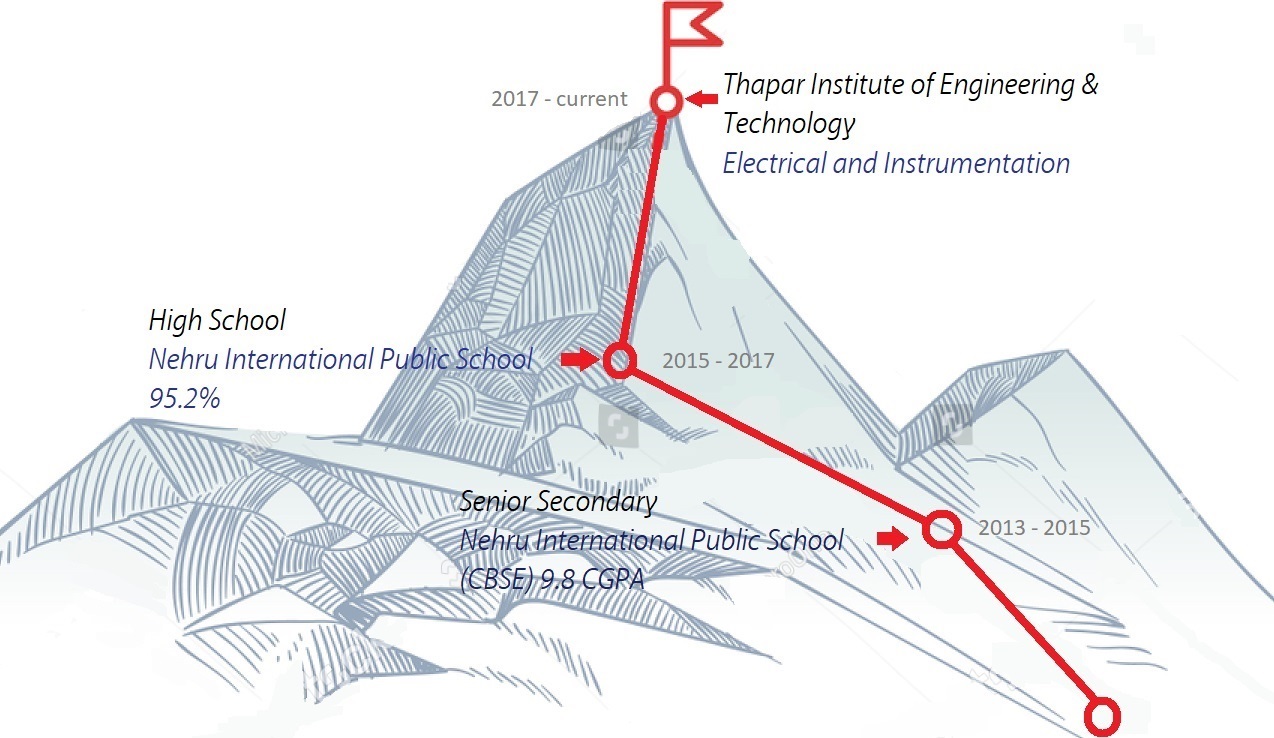 2017 - current
Thapar Institute of Engineering &
Technology
Electrical and Instrumentation
High School
Nehru International Public School
95.2%
2015 - 2017
Senior Secondary
Nehru International Public School
(CBSE) 9.8 CGPA
2013 - 2015